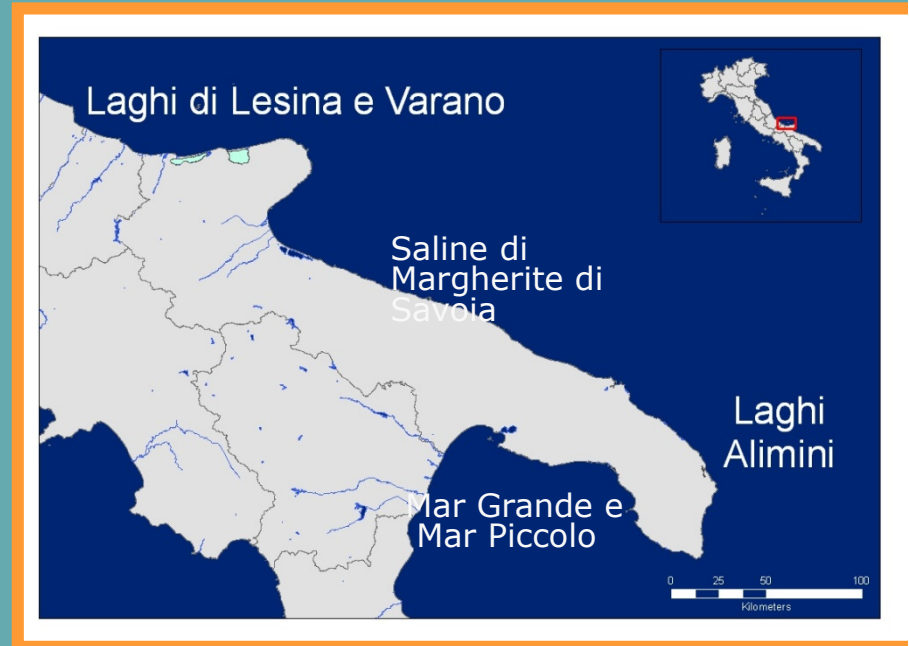 Laghi di Lesina e Varano
Saline di
Margherite di
Savoia
Laghi
Alimini
Mar Grande e
Mar Piccolo
0 25 50 100
Kilometers